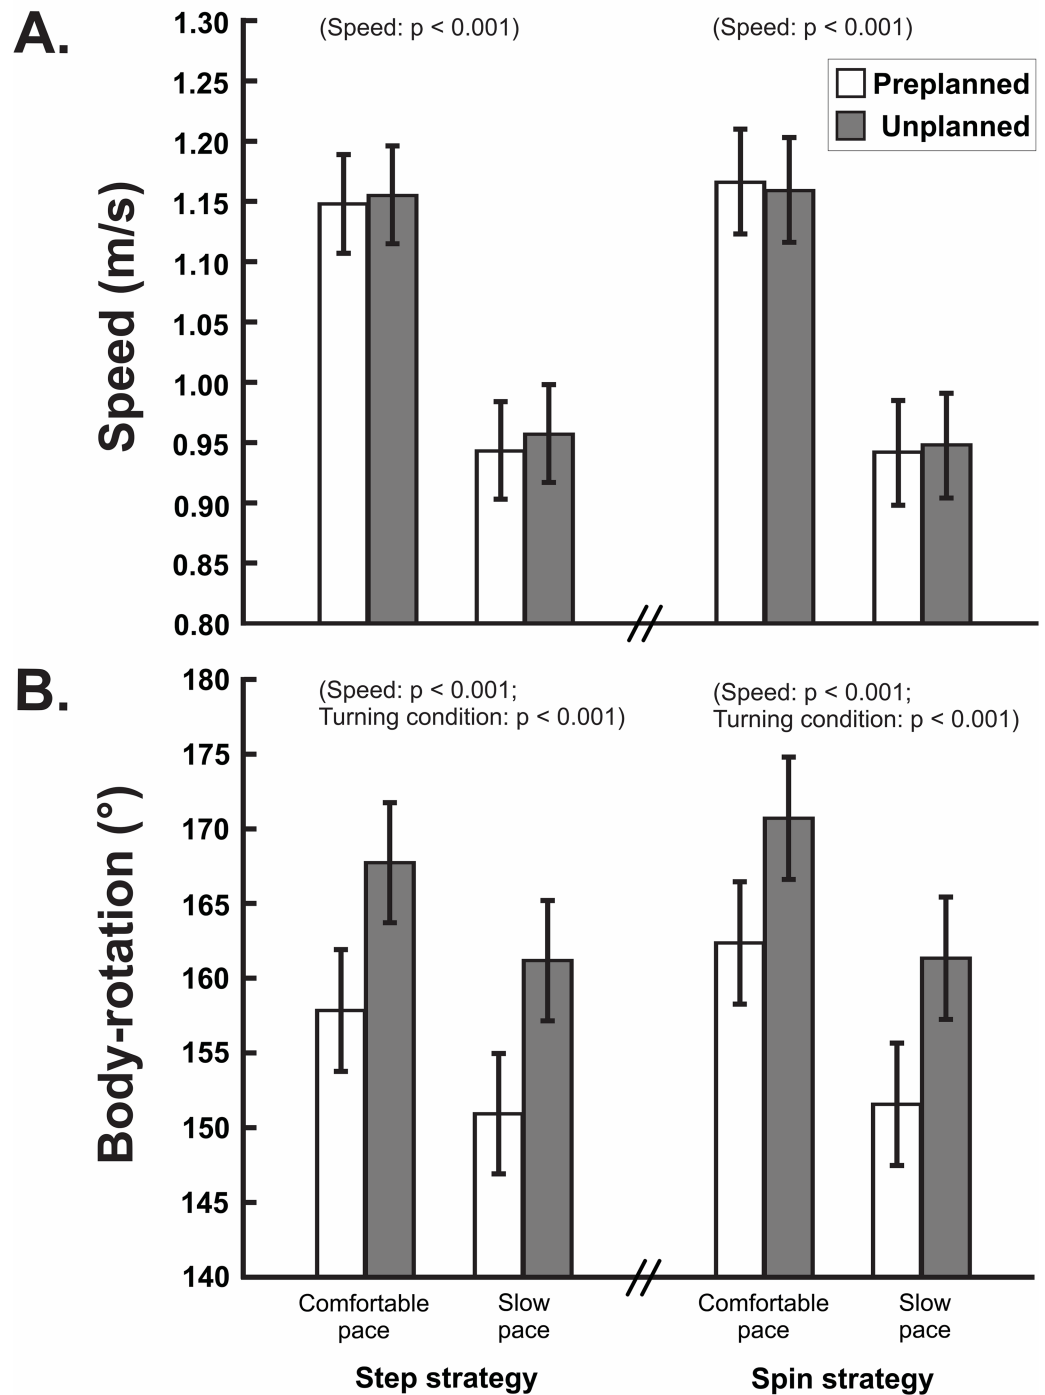 A.
(Speed: p < 0.001)
(Speed: p < 0.001)
Preplanned
Unplanned
Speed (m/s)
1.30
1.25
1.20
1.15
1.10
1.05
1.00
0.95
0.90
0.85
0.80
B.
(Speed: p < 0.001;
Turning condition: p < 0.001)
(Speed: p < 0.001;
Turning condition: p < 0.001)
Body-rotation (°)
180
175
170
165
160
155
150
145
140
Comfortable
pace
Slow
pace
Comfortable
pace
Slow
pace
Step strategy
Spin strategy